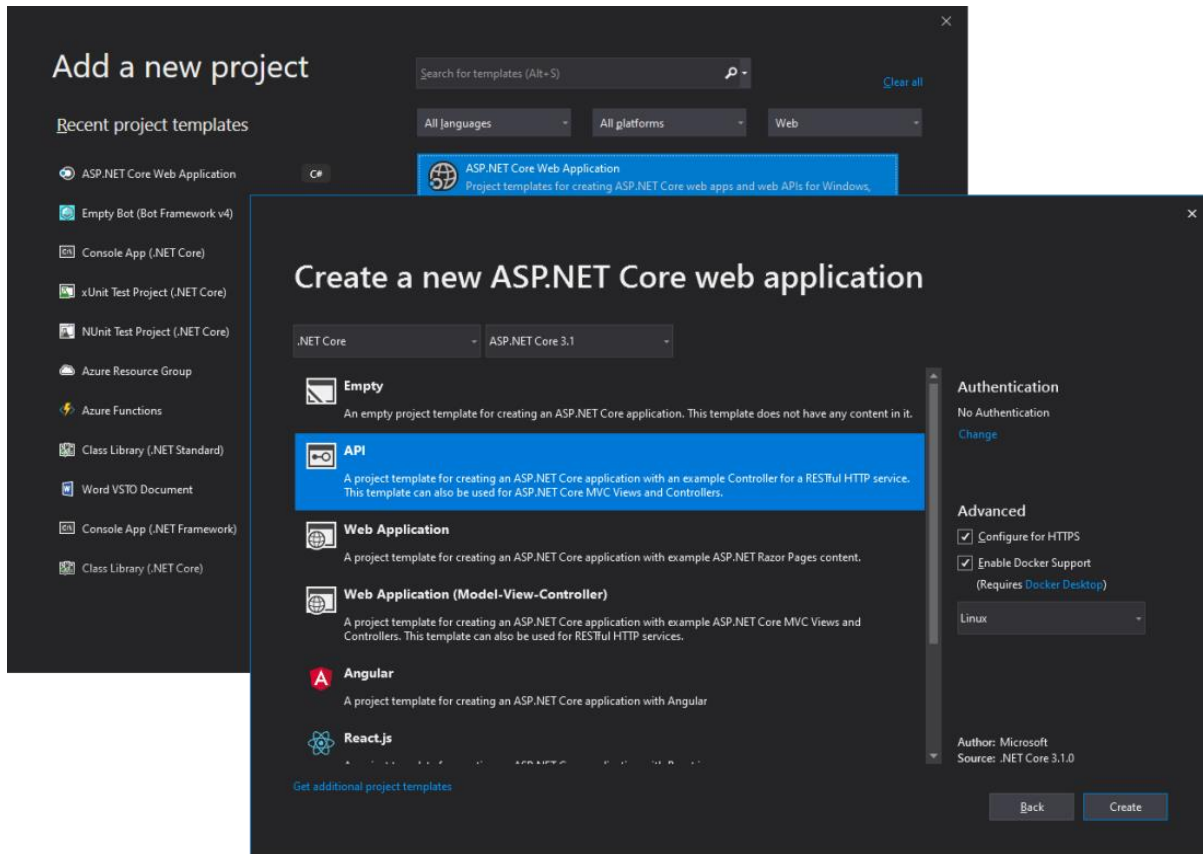 Add a new project
Search for templates (Alt+S)
Clear all
Recent project templates
All languages
All platforms
Web
ASP.NET Core Web Application
C#
Empty Bot (Bot Framework v4)
Console App (.NET Core)
xUnit Test Project (.NET Core)
NUnit Test Project (.NET Core)
Azure Resource Group
Azure Functions
Class Library (.NET Standard)
Word VSTO Document
Console App (.NET Framework)
Class Library (.NET Core)
ASP.NET Core Web Application
Project templates for creating ASP.NET Core web apps and web APIs for Windows,
Create a new ASP.NET Core web application
.NET Core
ASP.NET Core 3.1
Empty
An empty project template for creating an ASP.NET Core application. This template does not have any content in it.
API
A project template for creating an ASP.NET Core application with an example Controller for a RESTful HTTP service.
This template can also be used for ASP.NET Core MVC Views and Controllers.
Web Application
A project template for creating an ASP.NET Core application with example ASP.NET Razor Pages content.
Web Application (Model-View-Controller)
A project template for creating an ASP.NET Core application with example ASP.NET Core MVC Views and
Controllers. This template can also be used for RESTful HTTP services.
Angular
A project template for creating an ASP.NET Core application with Angular
React.js
Get additional project templates
Authentication
No Authentication
Change
Advanced
Configure for HTTPS
Enable Docker Support
(Requires Docker Desktop)
Linux
Author: Microsoft
Source: .NET Core 3.1.0
Back
Create